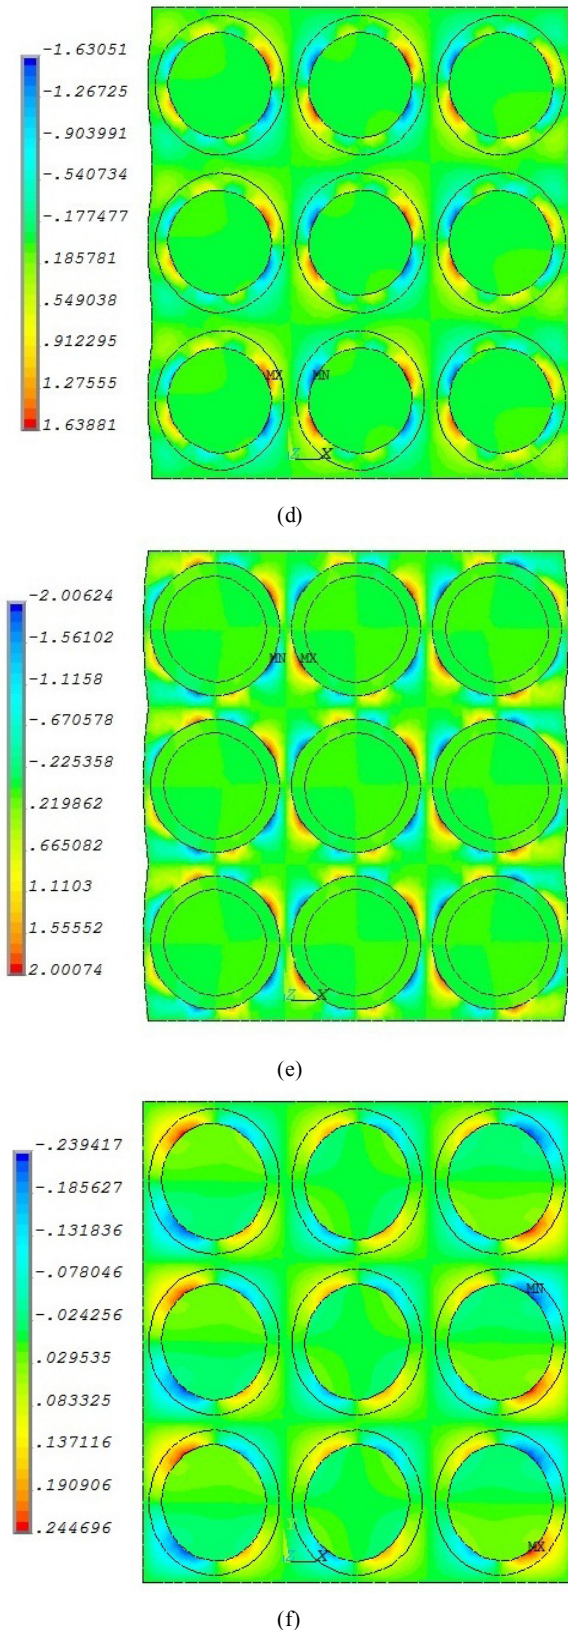 -1.63051
-1.26725
-.903991
-.540734
-.177477
.185781
.549038
.912295
1.27555
1.63881
MX MN
Z X
(d)
-2.00624
-1.56102
-1.1158
-.670578
-.225358
.219862
.665082
1.1103
1.55552
2.00074
MN MX
Z X
(e)
-.239417
-.185627
-.131836
-.078046
-.024256
.029535
.083325
.137116
.190906
.244696
MN
MX
Y
Z X
(f)